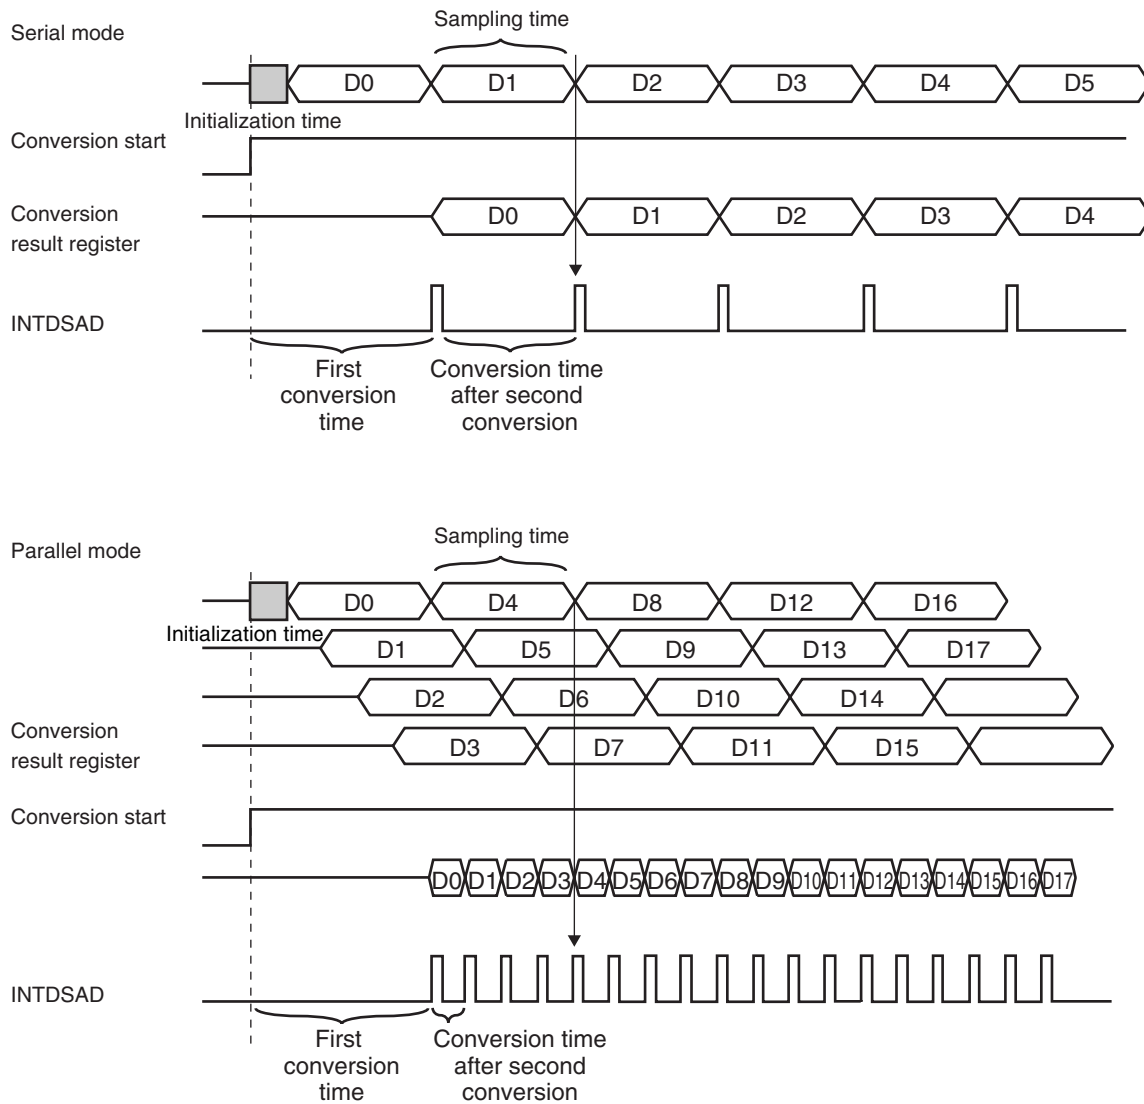 Sampling time
Serial mode
D0 D1 D2 D3 D4 D5
Initialization time
Conversion start
Conversion
result register
D0 D1 D2 D3 D4
INTDSAD
First
conversion
time
Conversion time
after second
conversion
Sampling time
Parallel mode
D0 D4 D8 D12 D16
Initialization time
D1 D5 D9 D13 D17
D2 D6 D10 D14
Conversion
result register
D3 D7 D11 D15
Conversion start
D0 D1 D2 D3 D4 D5 D6 D7 D8 D9 D10 D11 D12 D13 D14 D15 D16 D17
INTDSAD
First
conversion
time
Conversion time
after second
conversion